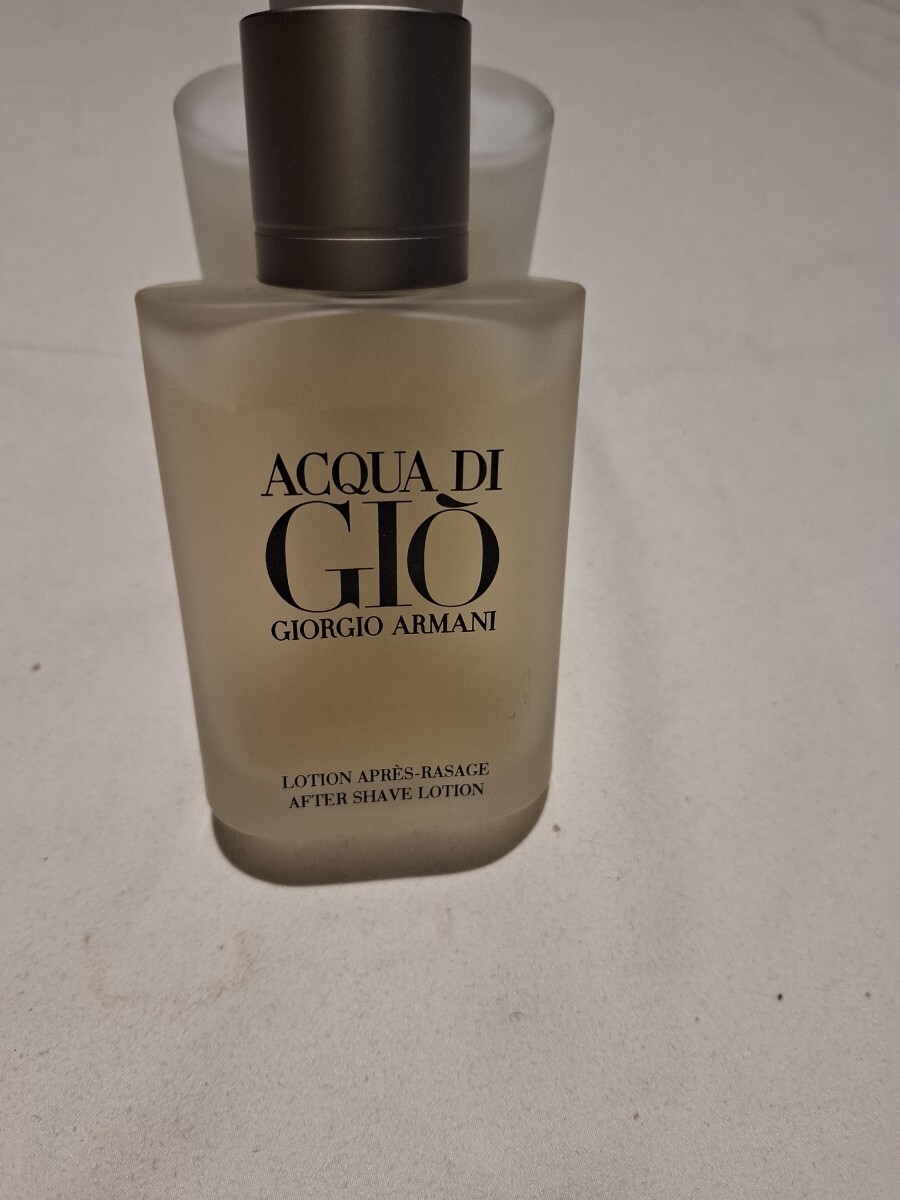 ACQUA DI
GIÒ
GIORGIO ARMANI
LOTION APRÈS-RASAGE
AFTER SHAVE LOTION